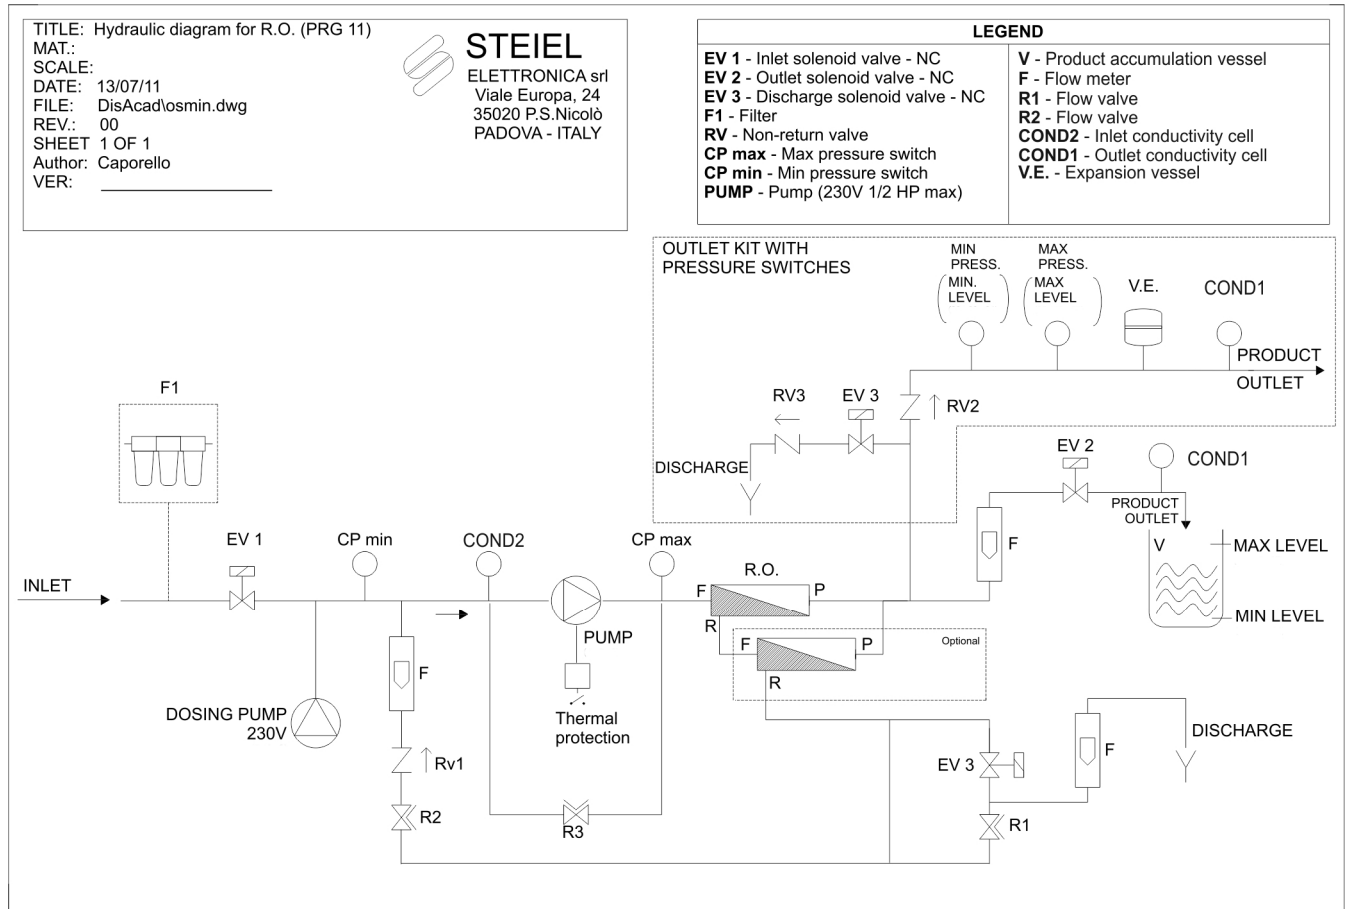 TITLE: Hydraulic diagram for R.O. (PRG 11)
MAT.:
SCALE:
DATE: 13/07/11
FILE: DisAcad\osmin.dwg
REV.: 00
SHEET 1 OF 1
Author: Caporello
VER:
STEIEL
ELETTRONICA srl
Viale Europa, 24
35020 P.S.Nicolò
PADOVA - ITALY
LEGEND
EV 1 - Inlet solenoid valve - NC
EV 2 - Outlet solenoid valve - NC
EV 3 - Discharge solenoid valve - NC
F1 - Filter
RV - Non-return valve
CP max - Max pressure switch
CP min - Min pressure switch
PUMP - Pump (230V 1/2 HP max)
V - Product accumulation vessel
F - Flow meter
R1 - Flow valve
R2 - Flow valve
COND2 - Inlet conductivity cell
COND1 - Outlet conductivity cell
V.E. - Expansion vessel
OUTLET KIT WITH
PRESSURE SWITCHES
MIN
PRESS.
MIN.
LEVEL
MAX
PRESS.
MAX
LEVEL
V.E.
COND1
PRODUCT
OUTLET
RV3
EV 3
RV2
DISCHARGE
F1
EV 2
COND1
PRODUCT
OUTLET
F
V
MAX LEVEL
MIN LEVEL
INLET
EV 1
CP min
COND2
CP max
R.O.
F
P
R
PUMP
F
P
Optional
R
F
DOSING PUMP
230V
Thermal
protection
Rv1
R2
R3
EV 3
F
DISCHARGE
R1